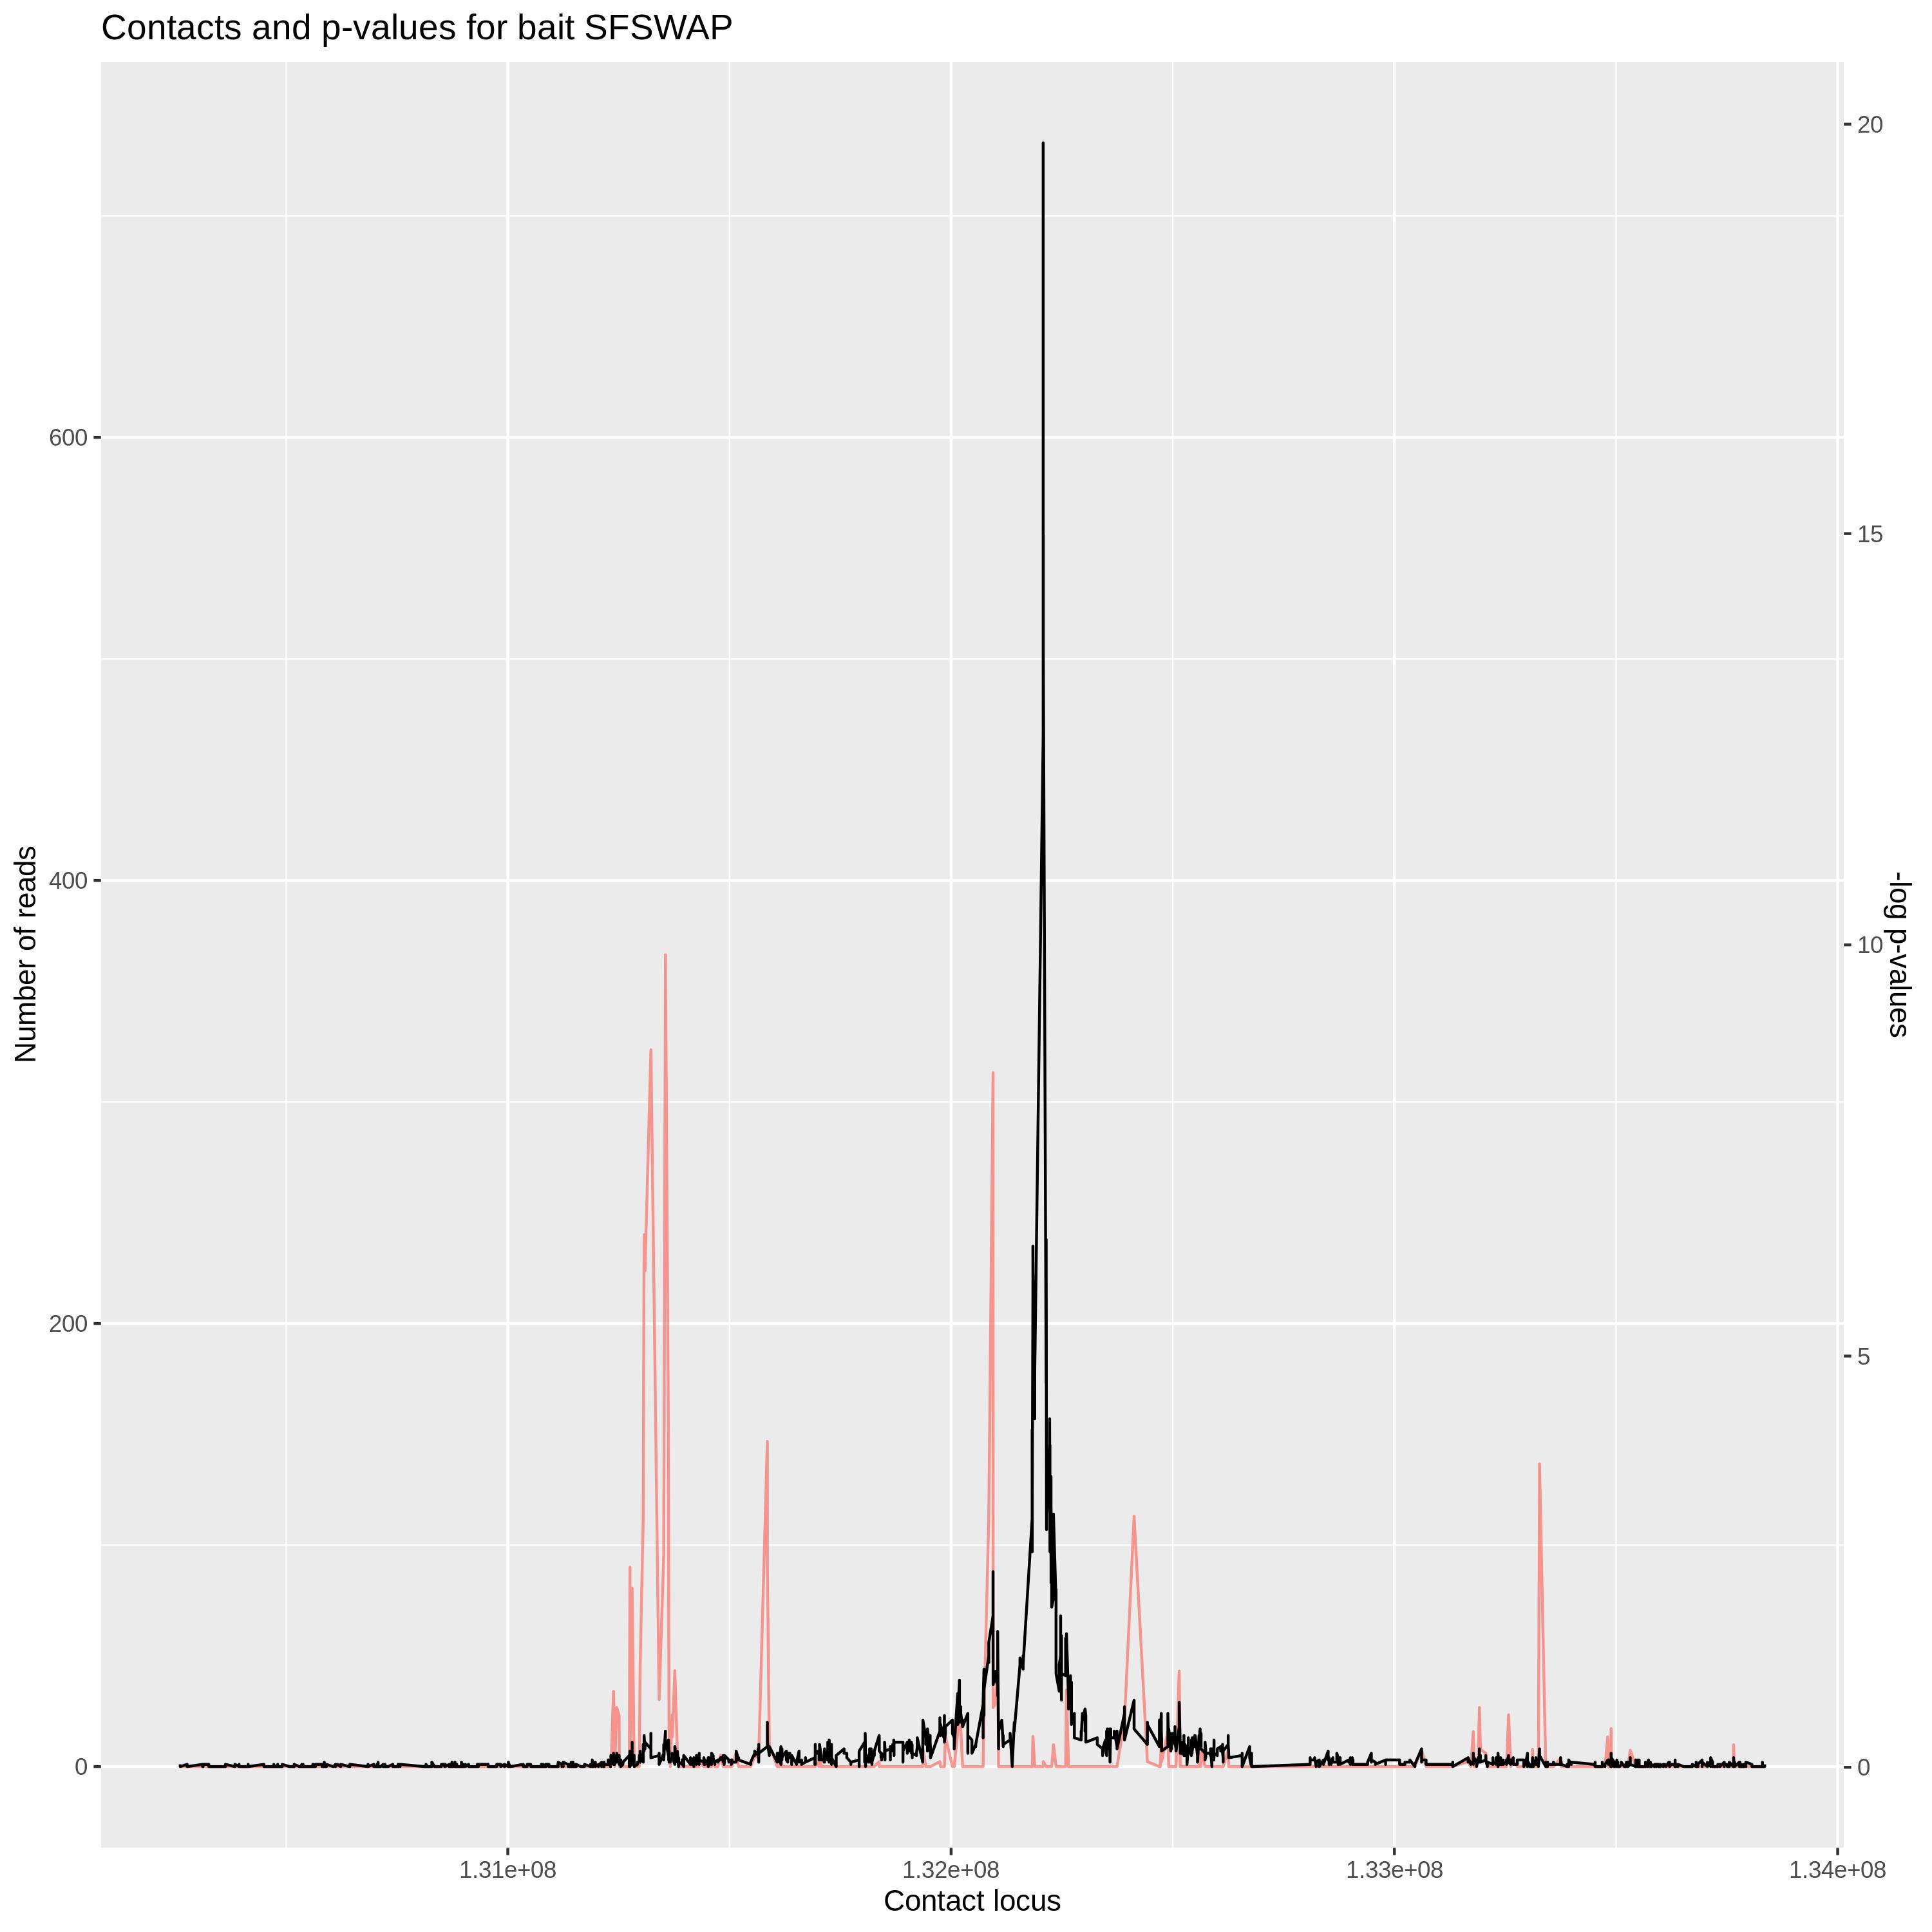 Contacts and p-values for bait SFSWAP
20
15
10
5
0
-log p-values
600
400
200
0
Number of reads
1.31e+08
1.32e+08
1.33e+08
1.34e+08
Contact locus